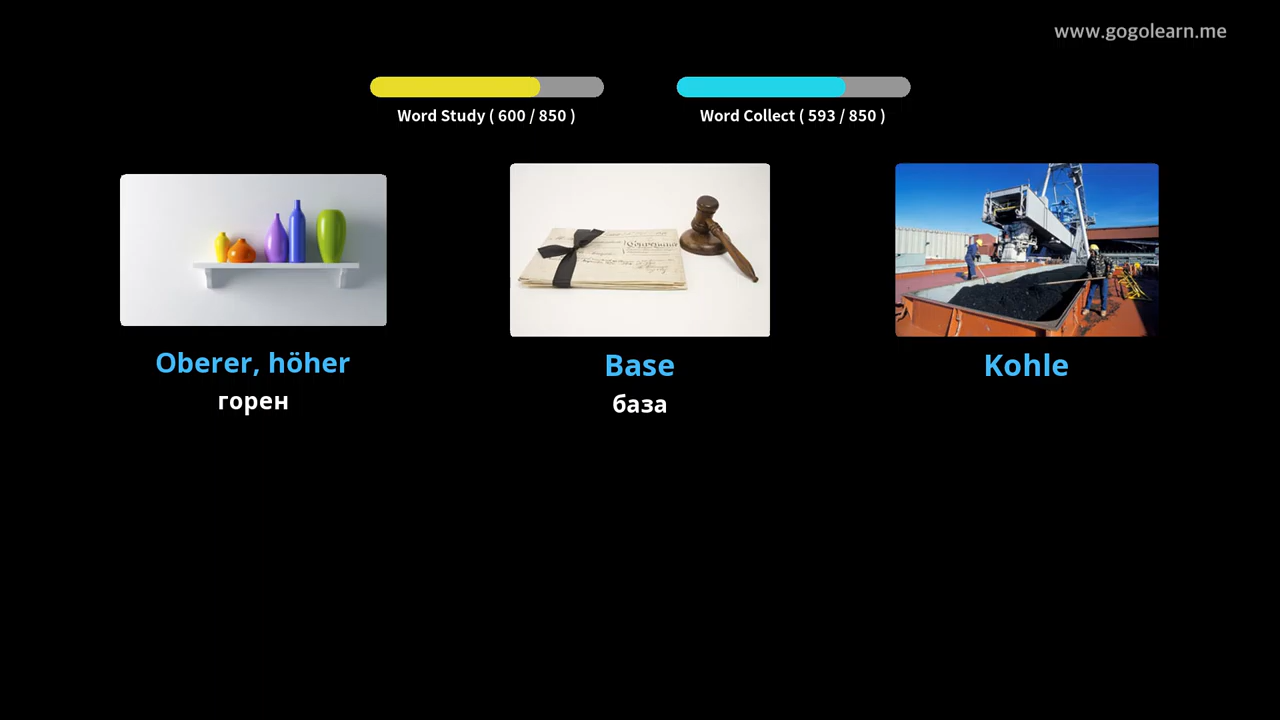 www.gogolearn.me
Word Study ( 600 / 850 )
Word Collect ( 593 / 850 )
Oberer, höher
горен
Base
база
Kohle